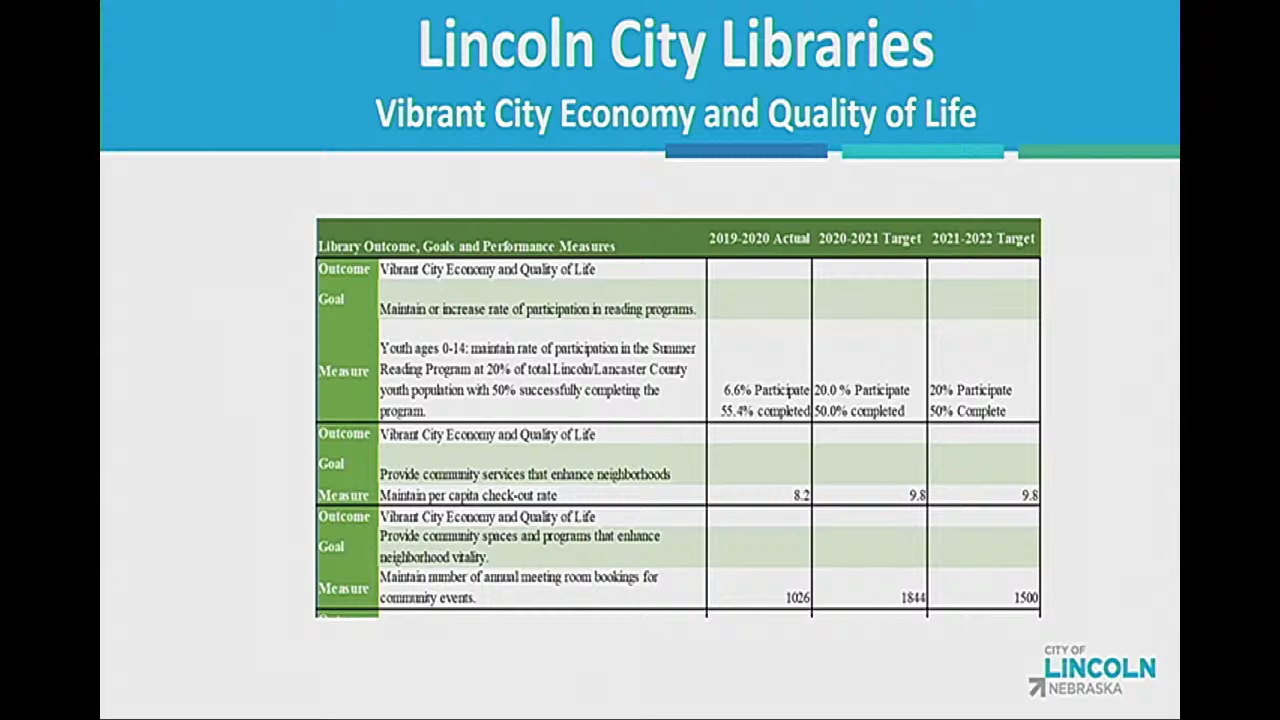 Lincoln City Libraries
Vibrant City Economy and Quality of Life
Library Outcome, Goals and Performance Measures 2019-2020 Actual 2020-2021 Target 2021-2022 Target
Outcome Vibrant City Economy and Quality of Life
Goal
Maintain or increase rate of participation in reading programs.
Youth ages 0-14: maintain rate of participation in the Summer
Measure Reading Program at 20% of total Lincoln/Lancaster County
youth population with 50% successfully completing the 6.6% Participate 20.0 % Participate 20% Participate
program. 55.4% completed 50.0% completed 50% Complete
Outcome Vibrant City Economy and Quality of Life
Goal
Provide community services that enhance neighborhoods
Measure Maintain per capita check-out rate 8.2 9.8 9.8
Outcome Vibrant City Economy and Quality of Life
Provide community spaces and programs that enhance
Goal
neighborhood vitality.
Maintain number of annual meeting room bookings for
Measure
community events. 1026 1844 1500
CITY OF
LINCOLN
NEBRASKA